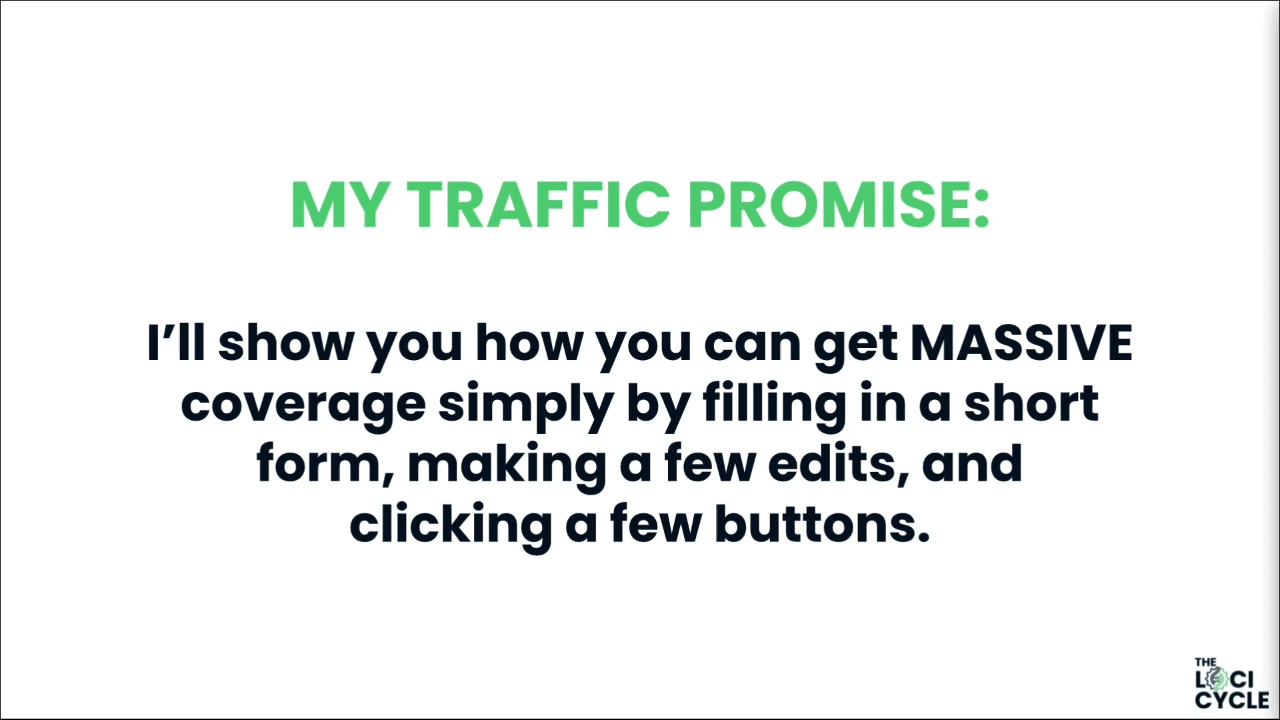 MY TRAFFIC PROMISE:
I’ll show you how you can get MASSIVE
coverage simply by filling in a short
form, making a few edits, and
clicking a few buttons.
THE
LOCI
CYCLE